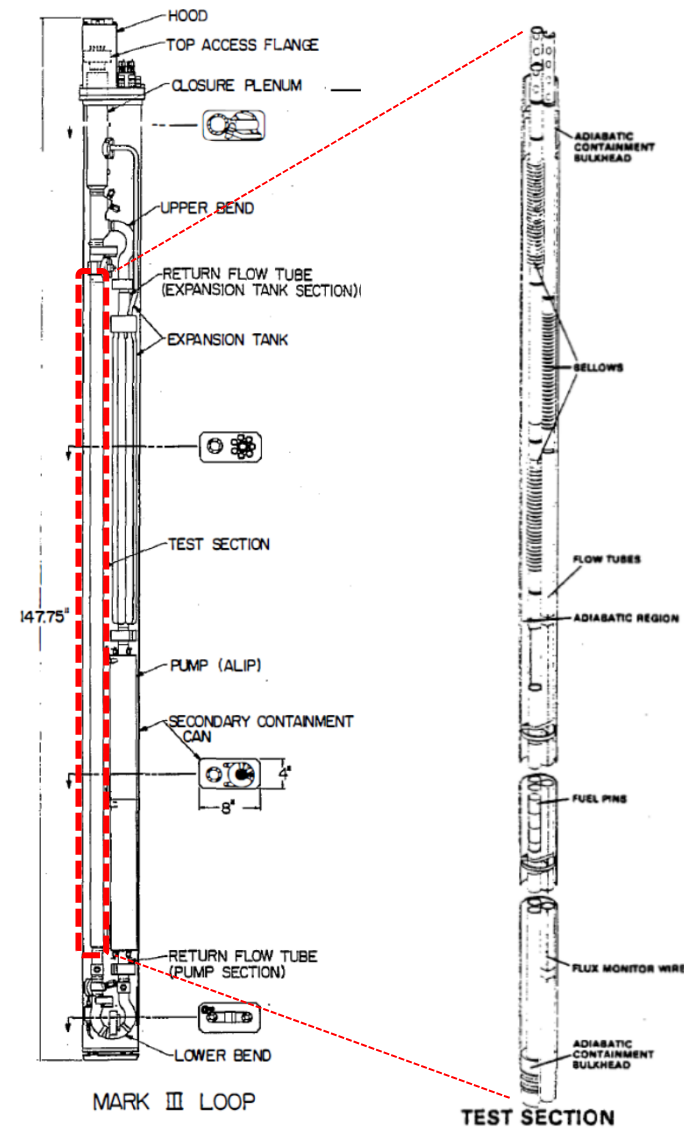 HOOD
TOP ACCESS FLANGE
CLOSURE PLENUM
UPPER BEND
RETURN FLOW TUBE
(EXPANSION TANK SECTION)(
EXPANSION TANK
TEST SECTION
147.75"
PUMP (ALIP)
SECONDARY CONTAINMENT
CAN
4"
8"
RETURN FLOW TUBE
(PUMP SECTION)
LOWER BEND
MARK III LOOP
ADIABATIC
CONTAINMENT
BULKHEAD
BELLOWS
FLOW TUBES
ADIABATIC REGION
FUEL PINS
FLUX MONITOR WIRE
ADIABATIC
CONTAINMENT
BULKHEAD
TEST SECTION